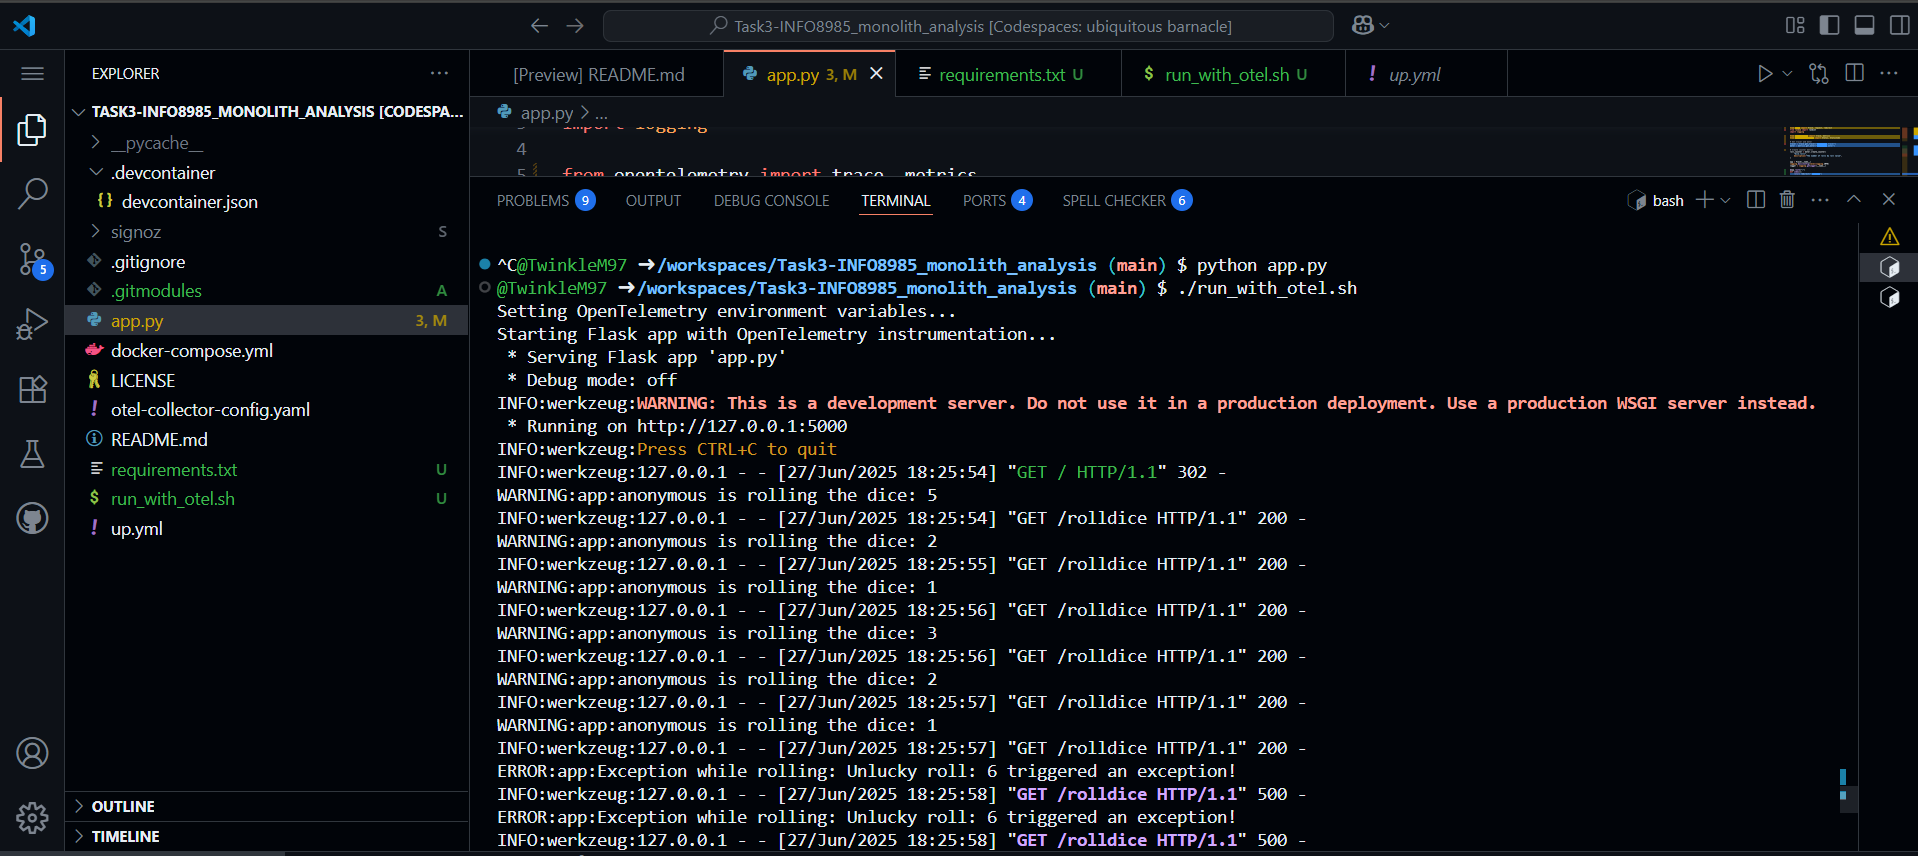 Task3-INFO8985_monolith_analysis [Codespaces: ubiquitous barnacle]
EXPLORER
TASK3-INFO8985_MONOLITH_ANALYSIS [CODESPA...
__pycache__
.devcontainer
{} devcontainer.json
signoz S
.gitignore
.gitmodules A
app.py 3, M
docker-compose.yml
LICENSE
! otel-collector-config.yaml
README.md
requirements.txt U
$ run_with_otel.sh U
! up.yml
OUTLINE
TIMELINE
5
[Preview] README.md
app.py 3, M
requirements.txt U
$ run_with_otel.sh U
! up.yml
app.py > ...
3 import logging
4
5 from opentelemetry import trace, metrics
PROBLEMS 9
OUTPUT
DEBUG CONSOLE
TERMINAL
PORTS 4
SPELL CHECKER 6
bash
^C@TwinkleM97 ➜ /workspaces/Task3-INFO8985_monolith_analysis (main) $ python app.py
@TwinkleM97 ➜ /workspaces/Task3-INFO8985_monolith_analysis (main) $ ./run_with_otel.sh
Setting OpenTelemetry environment variables...
Starting Flask app with OpenTelemetry instrumentation...
* Serving Flask app 'app.py'
* Debug mode: off
INFO:werkzeug:WARNING: This is a development server. Do not use it in a production deployment. Use a production WSGI server instead.
* Running on http://127.0.0.1:5000
INFO:werkzeug:Press CTRL+C to quit
INFO:werkzeug:127.0.0.1 - - [27/Jun/2025 18:25:54] "GET / HTTP/1.1" 302 -
WARNING:app:anonymous is rolling the dice: 5
INFO:werkzeug:127.0.0.1 - - [27/Jun/2025 18:25:54] "GET /rolldice HTTP/1.1" 200 -
WARNING:app:anonymous is rolling the dice: 2
INFO:werkzeug:127.0.0.1 - - [27/Jun/2025 18:25:55] "GET /rolldice HTTP/1.1" 200 -
WARNING:app:anonymous is rolling the dice: 1
INFO:werkzeug:127.0.0.1 - - [27/Jun/2025 18:25:56] "GET /rolldice HTTP/1.1" 200 -
WARNING:app:anonymous is rolling the dice: 3
INFO:werkzeug:127.0.0.1 - - [27/Jun/2025 18:25:56] "GET /rolldice HTTP/1.1" 200 -
WARNING:app:anonymous is rolling the dice: 2
INFO:werkzeug:127.0.0.1 - - [27/Jun/2025 18:25:57] "GET /rolldice HTTP/1.1" 200 -
WARNING:app:anonymous is rolling the dice: 1
INFO:werkzeug:127.0.0.1 - - [27/Jun/2025 18:25:57] "GET /rolldice HTTP/1.1" 200 -
ERROR:app:Exception while rolling: Unlucky roll: 6 triggered an exception!
INFO:werkzeug:127.0.0.1 - - [27/Jun/2025 18:25:58] "GET /rolldice HTTP/1.1" 500 -
ERROR:app:Exception while rolling: Unlucky roll: 6 triggered an exception!
INFO:werkzeug:127.0.0.1 - - [27/Jun/2025 18:25:58] "GET /rolldice HTTP/1.1" 500 -